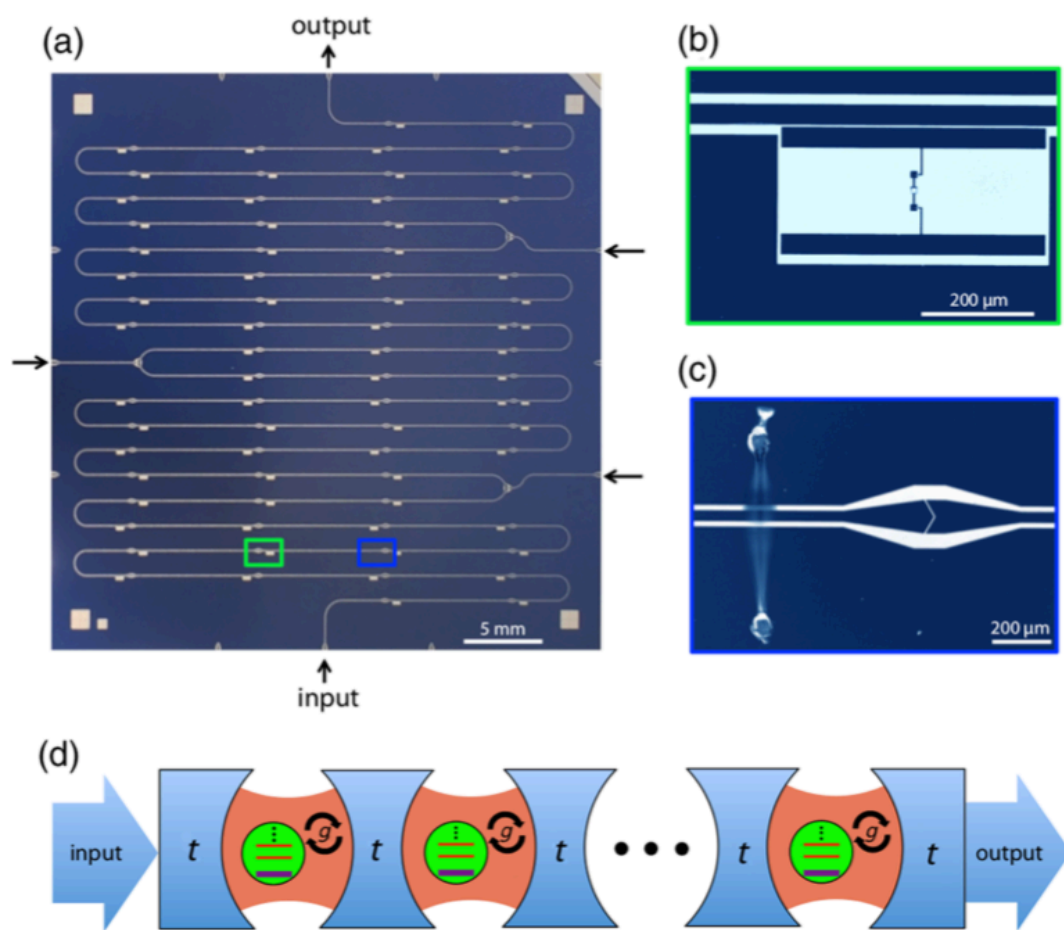 (a)
output
5 mm
input
(b)
200 μm
(c)
200 μm
(d)
input
t
g
t
g
t
t
g
t
output